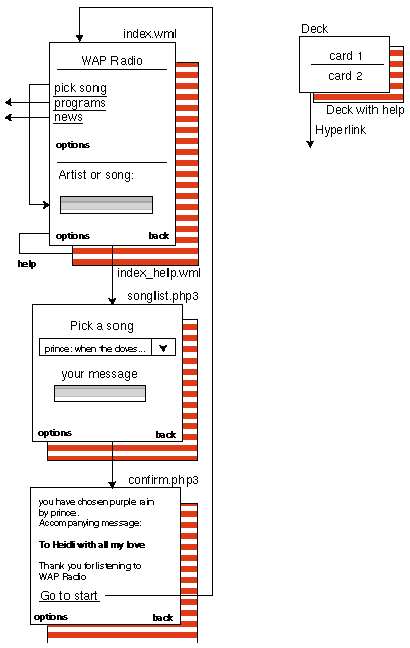 index.wml
WAP Radio
pick song
programs
news
options
Artist or song:
options
back
help
index_help.wml
songlist.php3
Pick a song
prince: when the doves...
your message
options
back
confirm.php3
you have chosen purple rain
by prince.
Accompanying message:
To Heidi with all my love
Thank you for listening to
WAP Radio
Go to start
options
back
Deck
card 1
card 2
Deck with help
Hyperlink